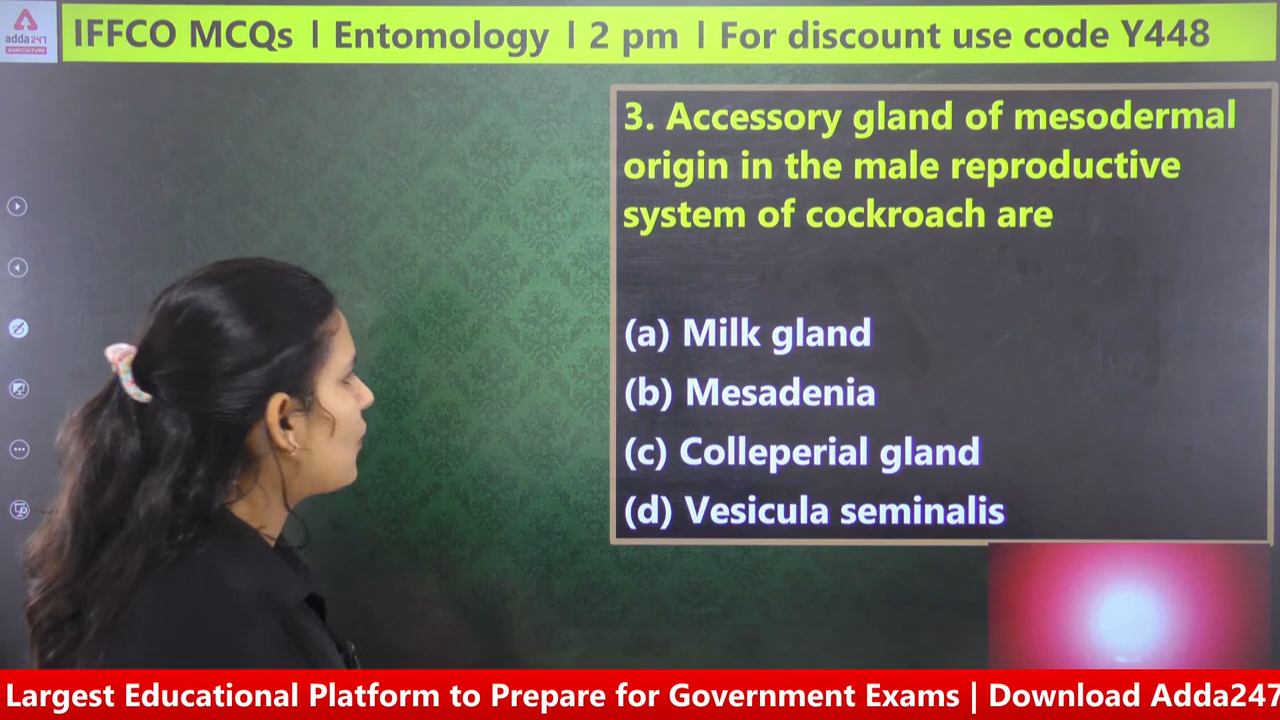 adda247
AGRICULTURE
IFFCO MCQs I Entomology I 2 pm I For discount use code Y448
3. Accessory gland of mesodermal
origin in the male reproductive
system of cockroach are
(a) Milk gland
(b) Mesadenia
(c) Colleperial gland
(d) Vesicula seminalis
Largest Educational Platform to Prepare for Government Exams | Download Adda247